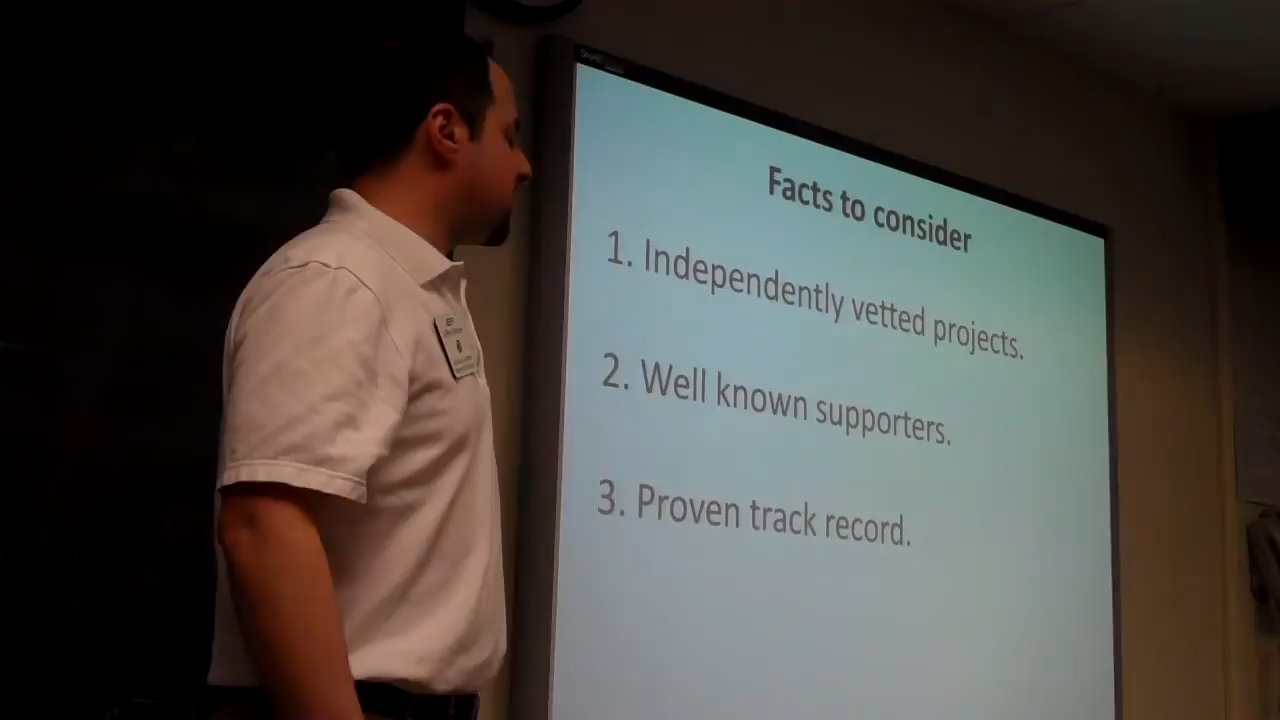 Facts to consider
1. Independently vetted projects.
2. Well known supporters.
3. Proven track record.